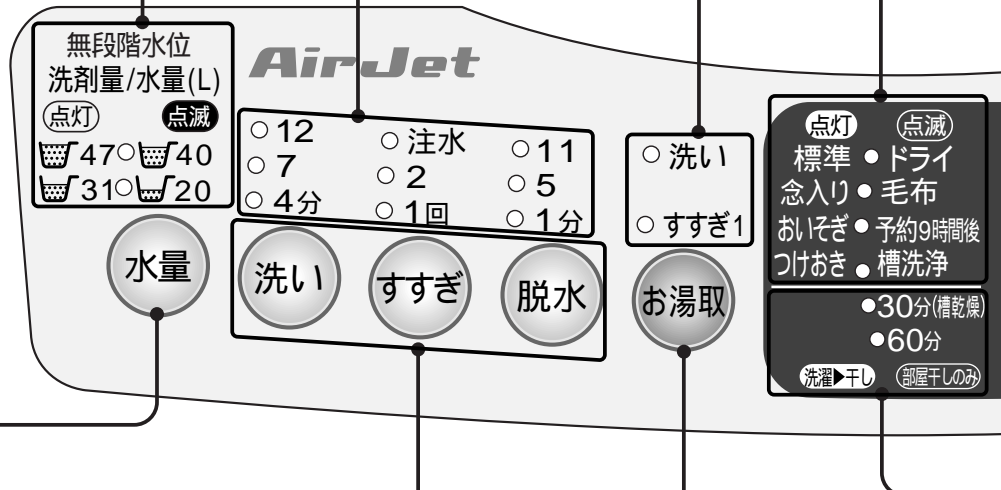 無段階水位
洗剤量/水量(L)
点灯 点滅
47 40
31 20
水量
AirJet
12 注水 11
7 2 5
4分 1回 1分
洗い すすぎ 脱水
洗い
すすぎ1
お湯取
点灯 点滅
標準 ドライ
念入り 毛布
おいそぎ 予約9時間後
つけおき 槽洗浄
30分(槽乾燥)
60分
洗濯▶干し 部屋干しのみ